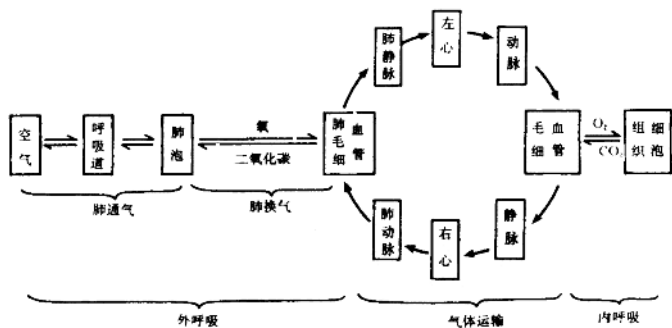 空气
呼吸道
肺泡
氧
二氧化碳
肺毛细血管
肺静脉
左心
动脉
毛细血管
O₂
CO₂
组织细胞
静脉
右心
肺动脉
肺通气
肺换气
外呼吸
气体运输
内呼吸